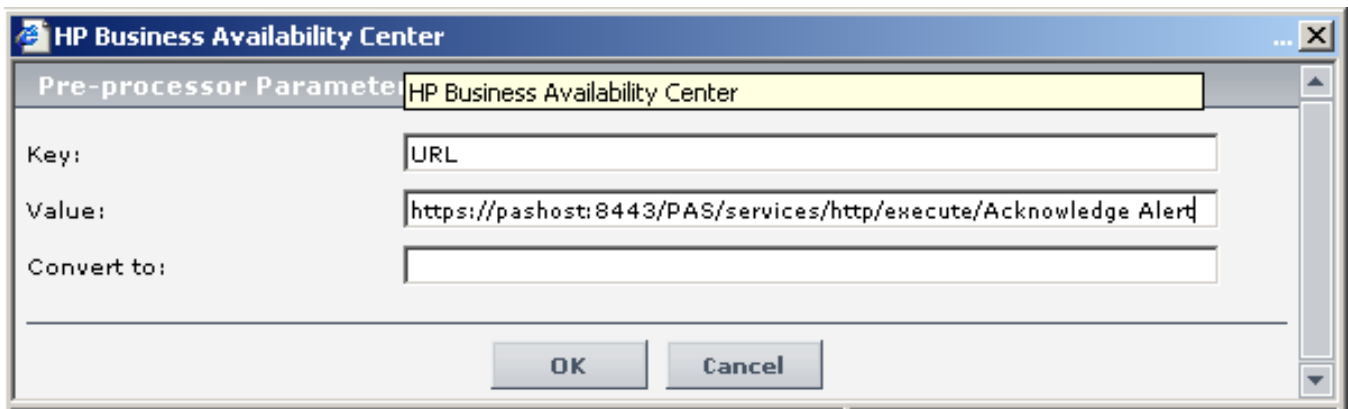 HP Business Availability Center ...
Pre-processor Paramete
HP Business Availability Center
Key: URL
Value: https://pashost:8443/PAS/services/http/execute/Acknowledge Alert
Convert to:
OK Cancel